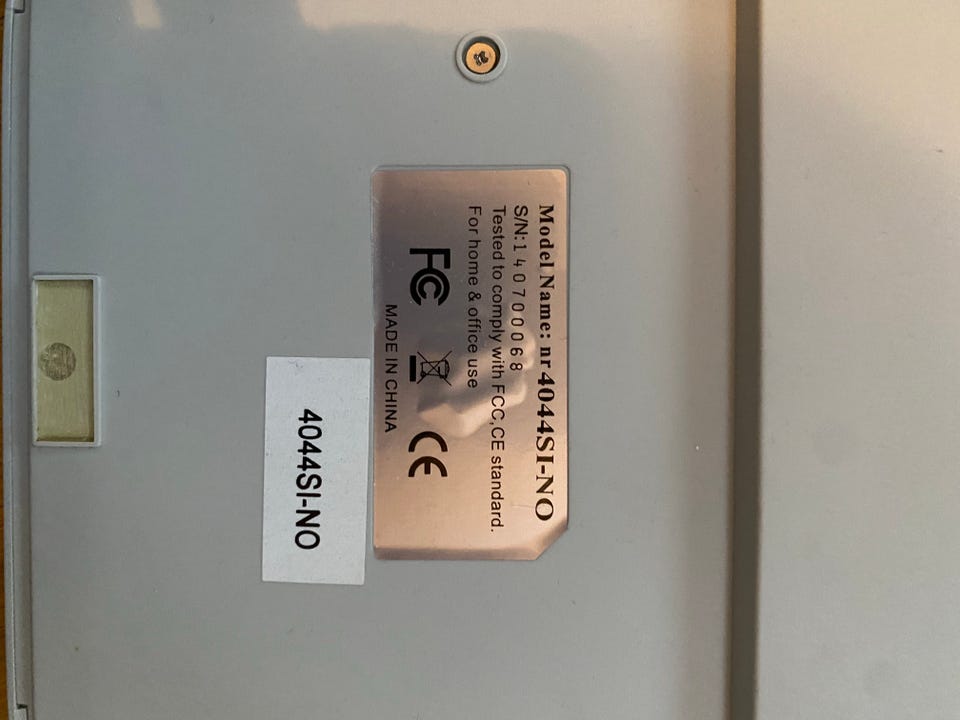 Model Name: nr 4044SI-NO
S/N:140700068
Tested to comply with FCC,CE standard.
For home & office use
FC CE
MADE IN CHINA
4044SI-NO